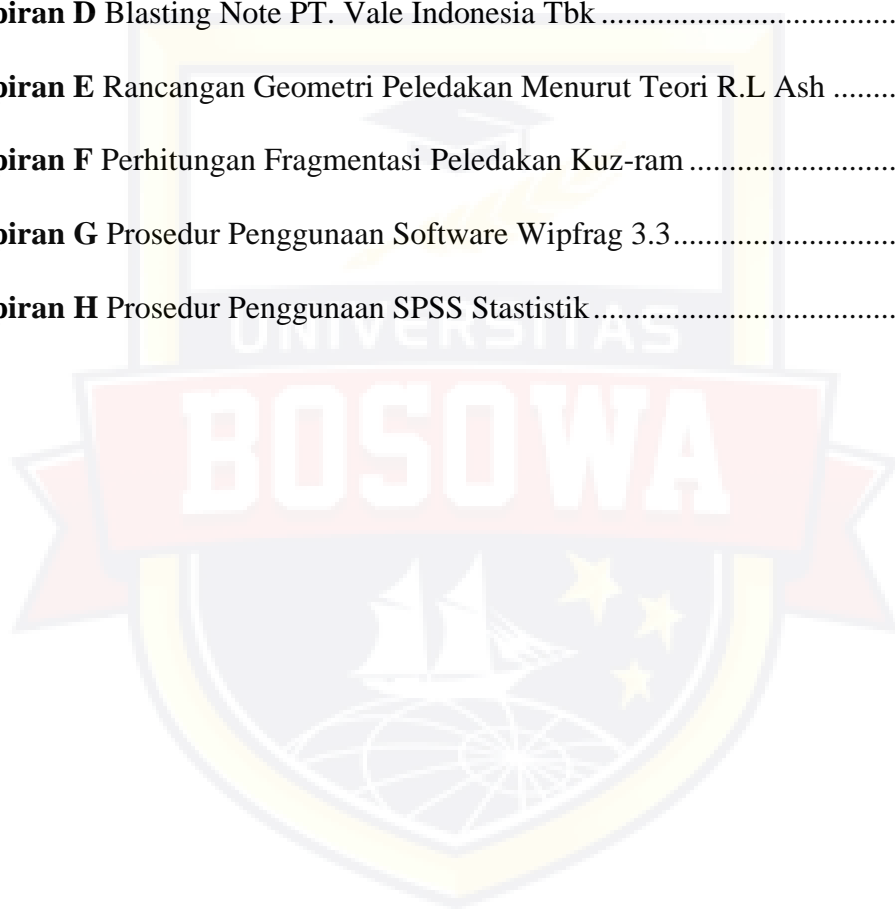 piran D Blasting Note PT. Vale Indonesia Tbk ....................................
piran E Rancangan Geometri Peledakan Menurut Teori R.L Ash ........
piran F Perhitungan Fragmentasi Peledakan Kuz-ram .........................
piran G Prosedur Penggunaan Software Wipfrag 3.3...........................
piran H Prosedur Penggunaan SPSS Stastistik.....................................
UNIVERSITAS
BOSOWA